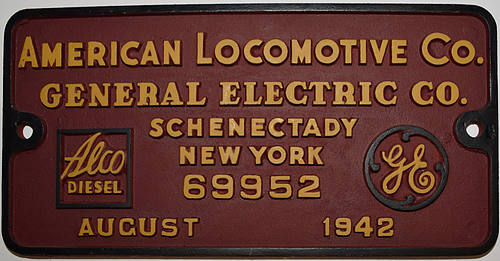 AMERICAN LOCOMOTIVE CO.
GENERAL ELECTRIC CO.
SCHENECTADY
NEW YORK
69952
Alco
DIESEL
GE
AUGUST 1942